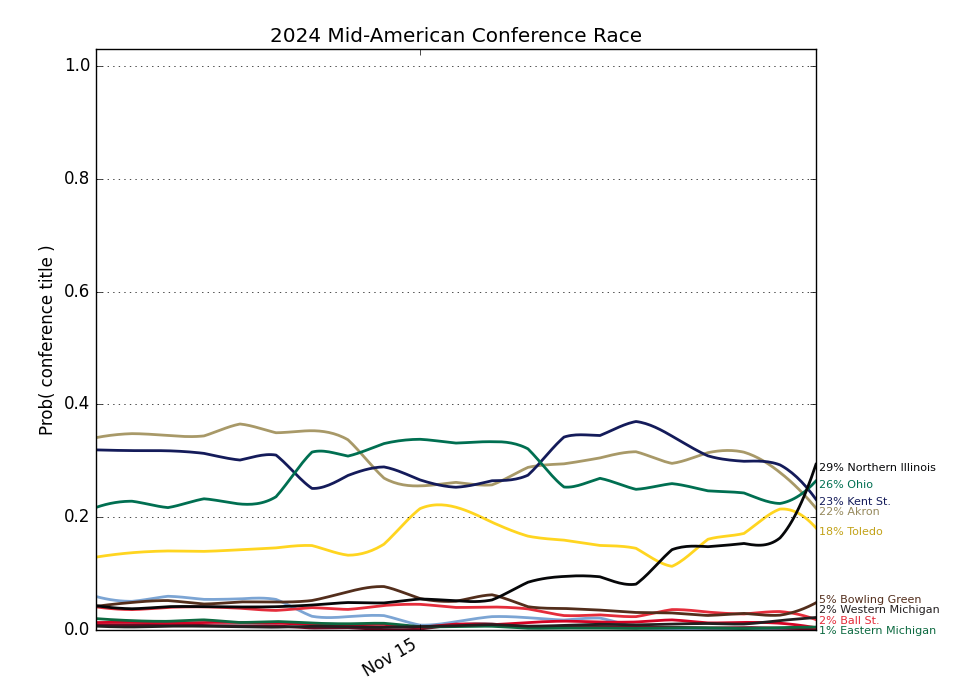 2024 Mid-American Conference Race
Prob( conference title )
1.0
0.8
0.6
0.4
0.2
0.0
Nov 15
29% Northern Illinois
26% Ohio
23% Kent St.
22% Akron
18% Toledo
5% Bowling Green
2% Western Michigan
2% Ball St.
1% Eastern Michigan